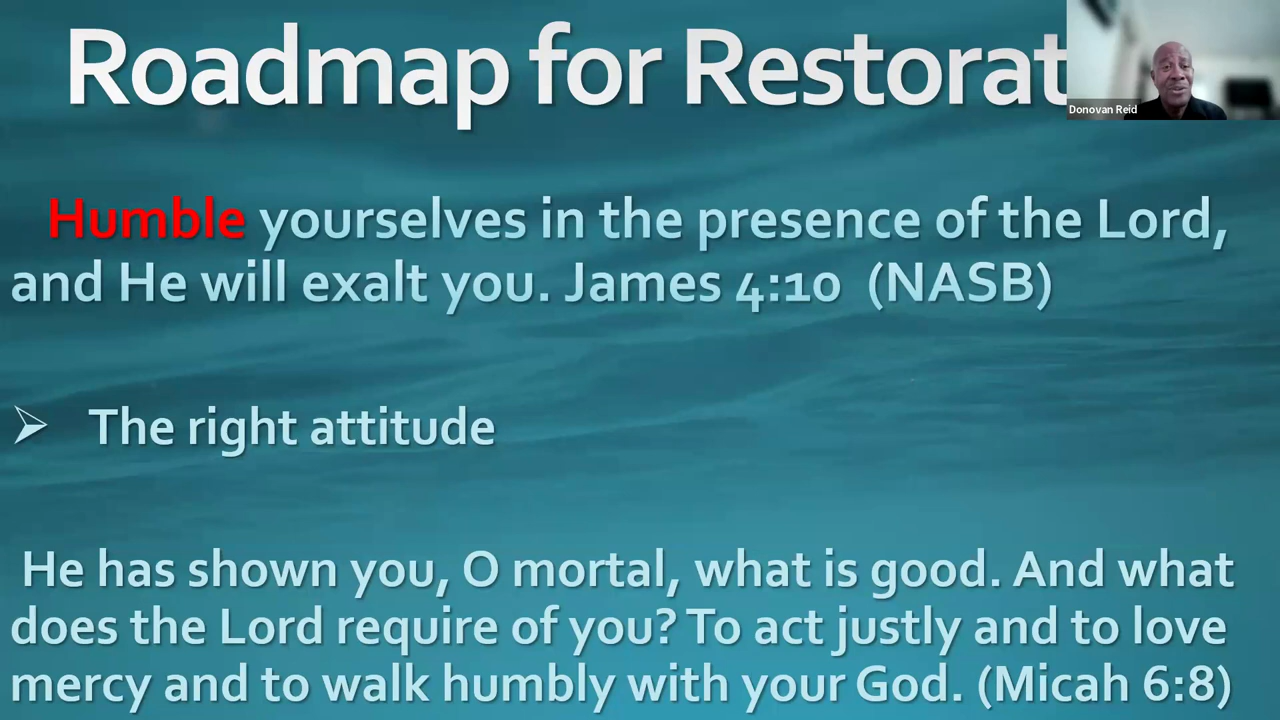 Roadmap for Restorat
Donovan Reid
Humble yourselves in the presence of the Lord,
and He will exalt you. James 4:10 (NASB)
The right attitude
He has shown you, O mortal, what is good. And what
does the Lord require of you? To act justly and to love
mercy and to walk humbly with your God. (Micah 6:8)